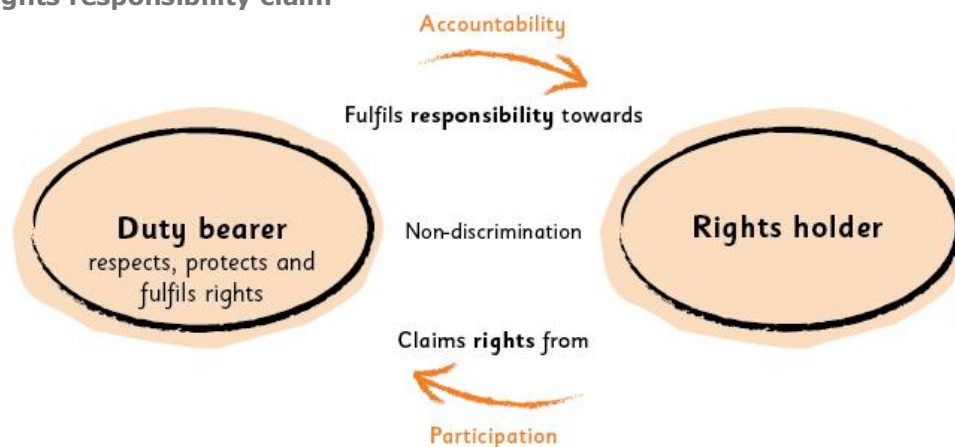 ghts responsibility claim
Accountability
Fulfils responsibility towards
Duty bearer
respects, protects and
fulfils rights
Non-discrimination
Rights holder
Claims rights from
Participation